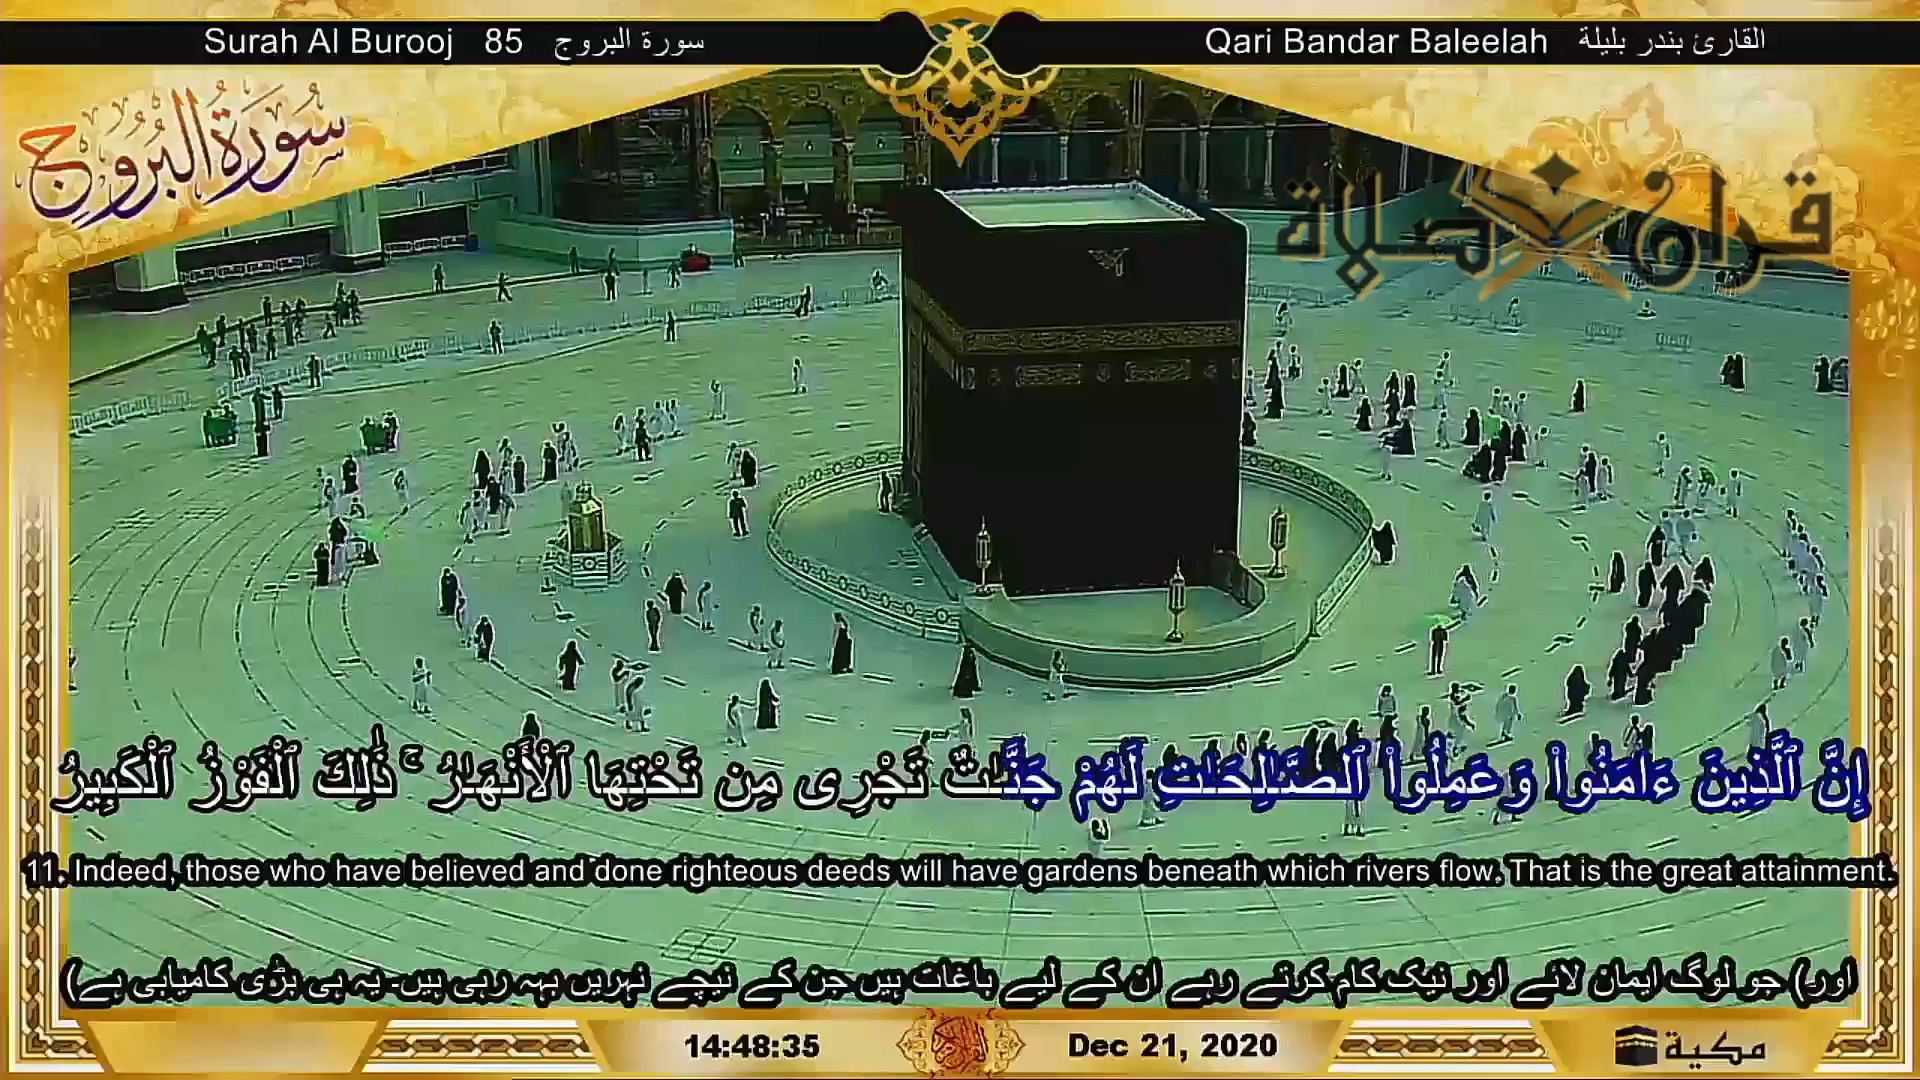 Surah Al Burooj 85 سورة البروج
Qari Bandar Baleelah القارئ بندر بليلة
سُورَةُ البُرُوجِ
قرآن صلاة
إِنَّ ٱلَّذِينَ ءَامَنُوا۟ وَعَمِلُوا۟ ٱلصَّـٰلِحَـٰتِ لَهُمْ جَنَّـٰتٌ تَجْرِى مِن تَحْتِهَا ٱلْأَنْهَـٰرُ ۚ ذَٰلِكَ ٱلْفَوْزُ ٱلْكَبِيرُ
11. Indeed, those who have believed and done righteous deeds will have gardens beneath which rivers flow. That is the great attainment.
اور) جو لوگ ایمان لائے اور نیک کام کرتے رہے ان کے لیے باغات ہیں جن کے نیچے نہریں بہہ رہی ہیں۔ یہ ہی بڑی کامیابی ہے)
14:48:35
Dec 21, 2020
مكية